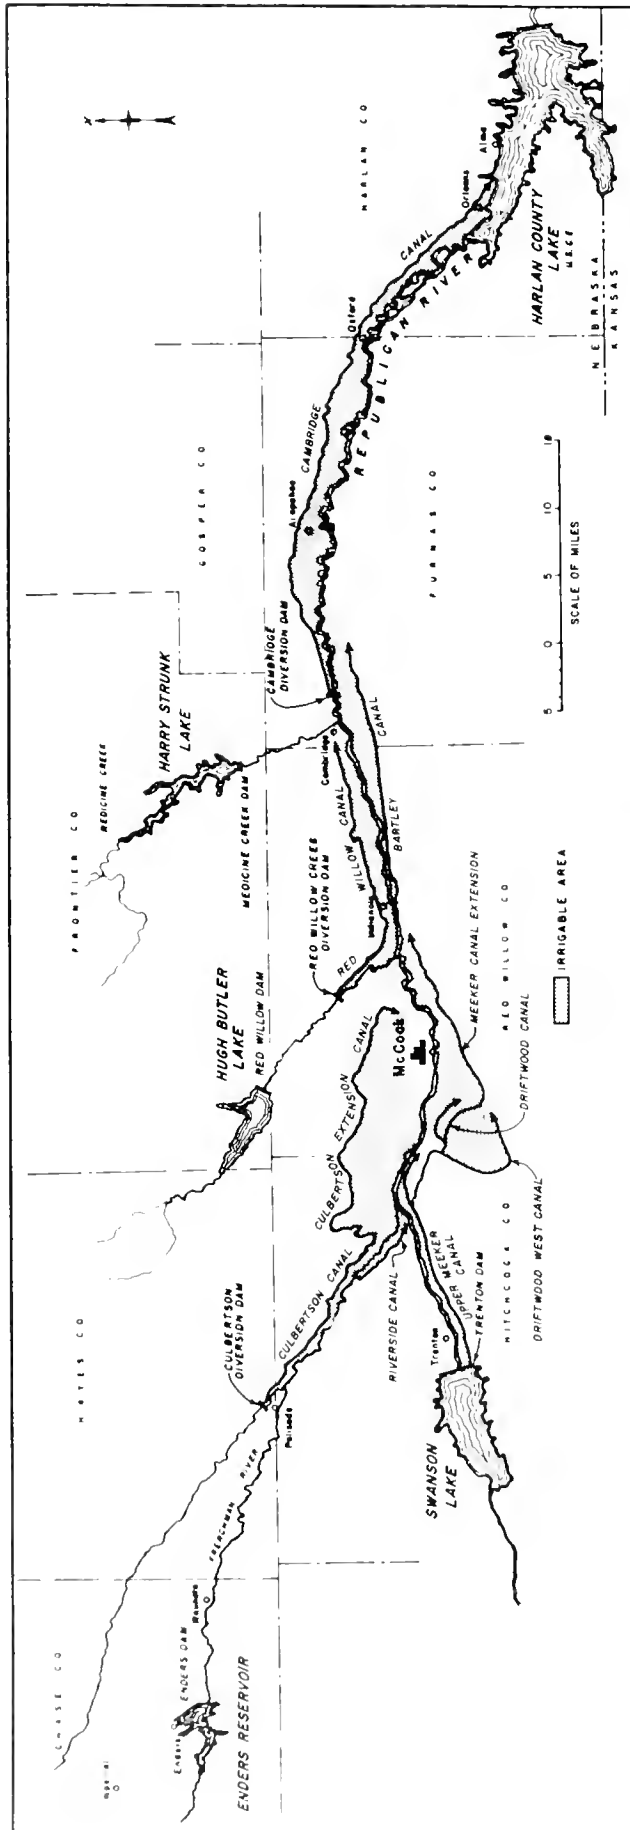 CHASE CO
ENDERS DAM
Enders
ENDERS RESERVOIR
FRENCHMAN RIVER
Palisade
HAYES CO
CULBERTSON
DIVERSION DAM
CULBERTSON CANAL
CULBERTSON EXTENSION CANAL
RIVERSIDE CANAL
Trenton
UPPER MEEKER
CANAL
TRENTON DAM
SWANSON
LAKE
HITCHCOCK CO
DRIFTWOOD WEST CANAL
DRIFTWOOD CANAL
MEEKER CANAL EXTENSION
RED WILLOW CO
McCook
HUGH BUTLER
LAKE
RED WILLOW DAM
RED WILLOW CREEK
DIVERSION DAM
RED WILLOW CANAL
BARTLEY CANAL
FRONTIER CO
MEDICINE CREEK
HARRY STRUNK
LAKE
MEDICINE CREEK DAM
Cambridge
CAMBRIDGE
DIVERSION DAM
GOSPER CO
Arapahoe
CAMBRIDGE CANAL
REPUBLICAN RIVER
FURNAS CO
Oxford
HARLAN CO
Orleans
Alma
HARLAN COUNTY
LAKE
U.S.C.E.
NEBRASKA
KANSAS
N
IRRIGABLE AREA
5 0 5 10 15
SCALE OF MILES